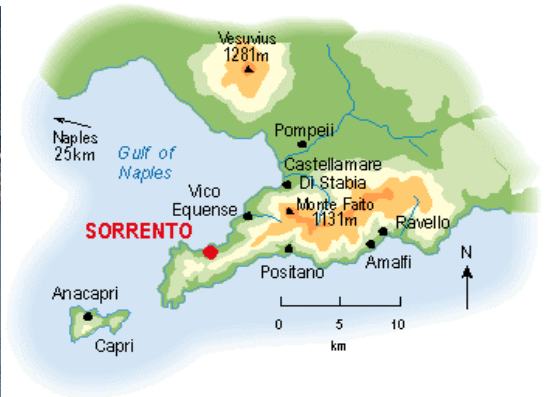 Vesuvius
1281m
Naples
25km
Gulf of
Naples
Pompeii
Castellamare
Di Stabia
Vico
Equense
Monte Faito
1131m
Ravello
SORRENTO
Positano
Amalfi
N
Anacapri
Capri
0 5 10
km